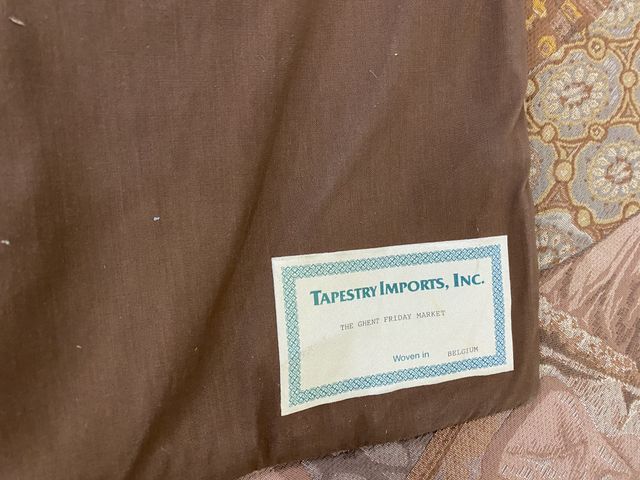 TAPESTRY IMPORTS, INC.
THE GHENT FRIDAY MARKET
Woven in BELGIUM